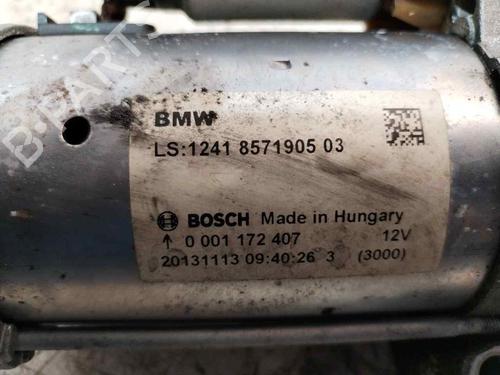 B-PARTS
BMW
LS:1241 8571905 03
BOSCH Made in Hungary
↑ 0 001 172 407 12V
20131113 09:40:26 3 (3000)